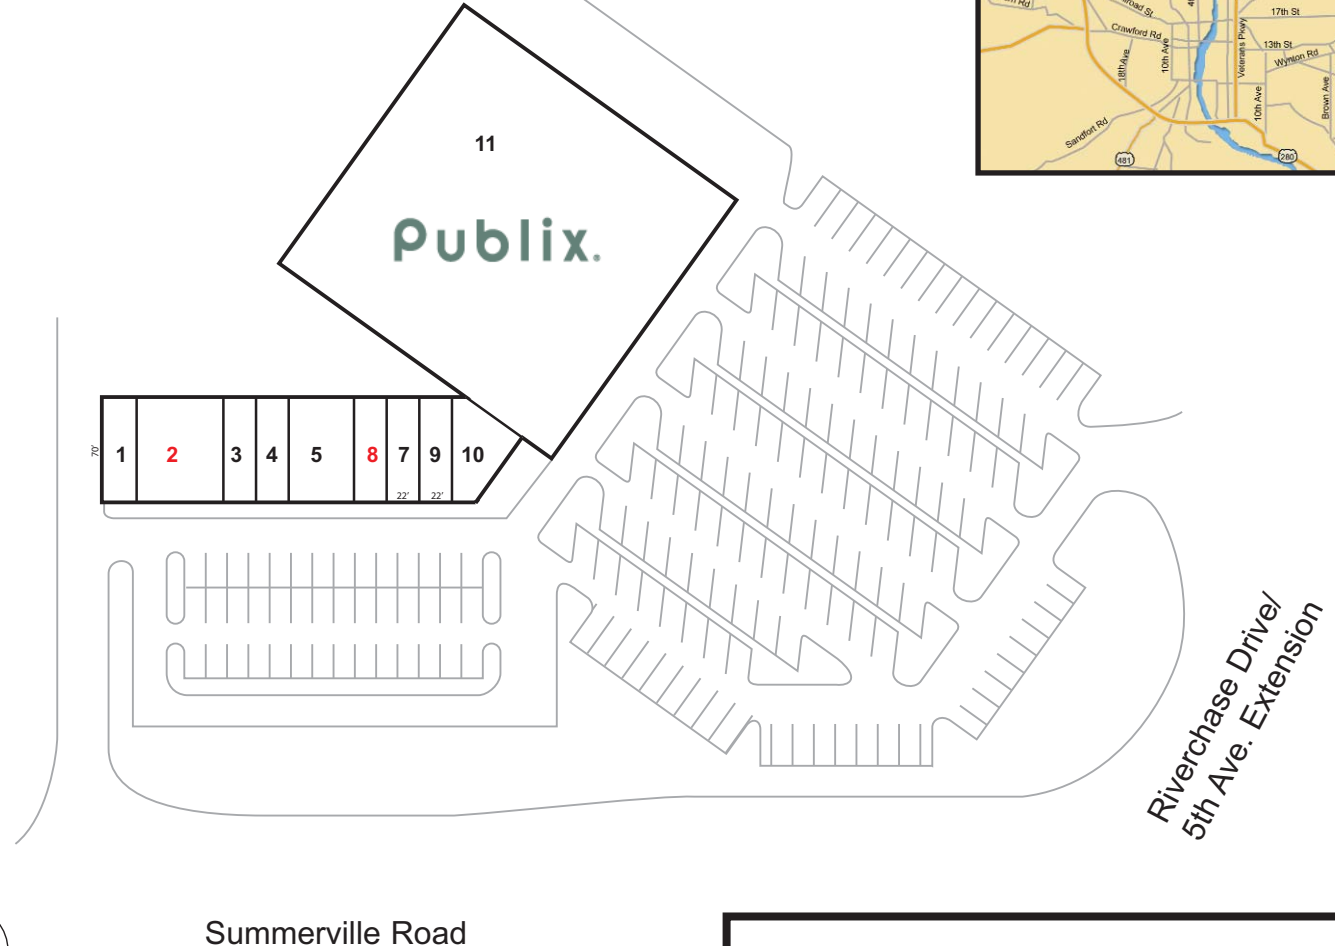 17th St
Crawford Rd
13th St
Wynton Rd
18th Ave
10th Ave
Veterans Pkwy
10th Ave
Brown Ave
Sandfort Rd
481
280
11
Publix.
70'
1 2 3 4 5 8 7 9 10
22' 22'
Riverchase Drive/
5th Ave. Extension
Summerville Road